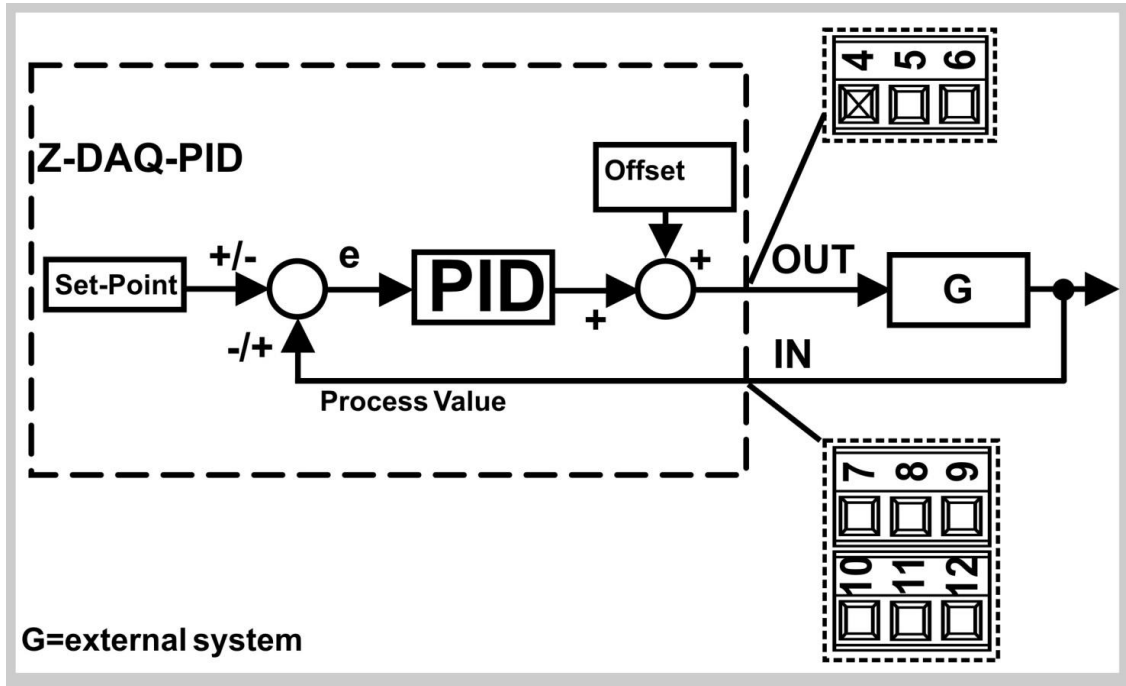 4 5 6
Z-DAQ-PID
Offset
Set-Point
+/-
e
PID
+
+
OUT
G
-/+
IN
Process Value
7 8 9
10 11 12
G=external system